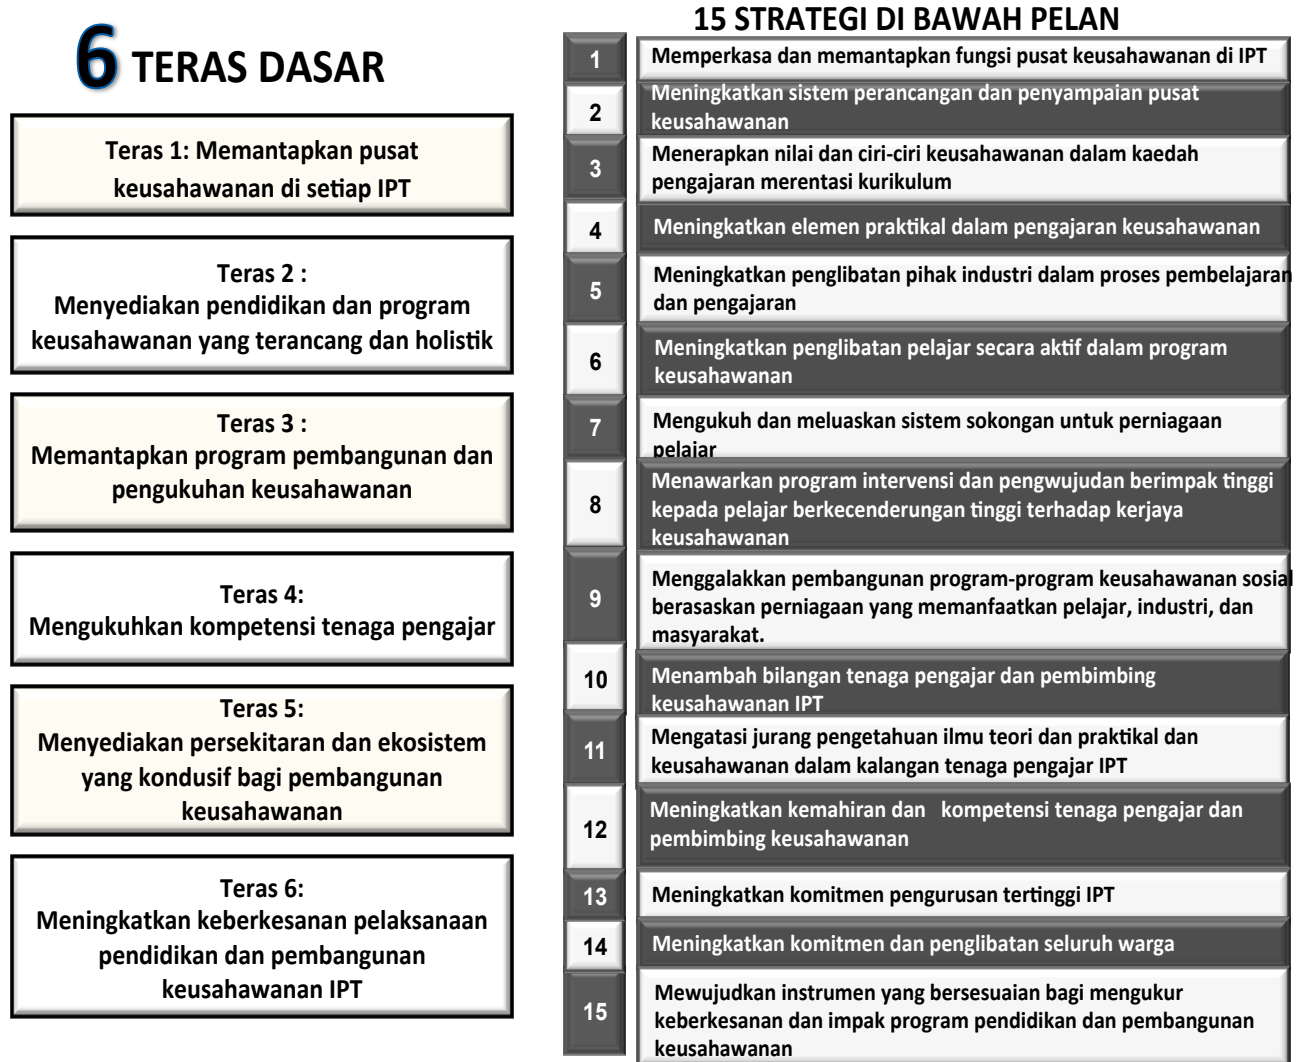 6 TERAS DASAR
Teras 1: Memantapkan pusat
keusahawanan di setiap IPT
Teras 2 :
Menyediakan pendidikan dan program
keusahawanan yang terancang dan holistik
Teras 3 :
Memantapkan program pembangunan dan
pengukuhan keusahawanan
Teras 4:
Mengukuhkan kompetensi tenaga pengajar
Teras 5:
Menyediakan persekitaran dan ekosistem
yang kondusif bagi pembangunan
keusahawanan
Teras 6:
Meningkatkan keberkesanan pelaksanaan
pendidikan dan pembangunan
keusahawanan IPT
15 STRATEGI DI BAWAH PELAN
1 Memperkasa dan memantapkan fungsi pusat keusahawanan di IPT
2 Meningkatkan sistem perancangan dan penyampaian pusat
keusahawanan
3 Menerapkan nilai dan ciri-ciri keusahawanan dalam kaedah
pengajaran merentasi kurikulum
4 Meningkatkan elemen praktikal dalam pengajaran keusahawanan
5 Meningkatkan penglibatan pihak industri dalam proses pembelajaran
dan pengajaran
6 Meningkatkan penglibatan pelajar secara aktif dalam program
keusahawanan
7 Mengukuh dan meluaskan sistem sokongan untuk perniagaan
pelajar
8 Menawarkan program intervensi dan pengwujudan berimpak tinggi
kepada pelajar berkecenderungan tinggi terhadap kerjaya
keusahawanan
9 Menggalakkan pembangunan program-program keusahawanan sosial
berasaskan perniagaan yang memanfaatkan pelajar, industri, dan
masyarakat.
10 Menambah bilangan tenaga pengajar dan pembimbing
keusahawanan IPT
11 Mengatasi jurang pengetahuan ilmu teori dan praktikal dan
keusahawanan dalam kalangan tenaga pengajar IPT
12 Meningkatkan kemahiran dan kompetensi tenaga pengajar dan
pembimbing keusahawanan
13 Meningkatkan komitmen pengurusan tertinggi IPT
14 Meningkatkan komitmen dan penglibatan seluruh warga
15 Mewujudkan instrumen yang bersesuaian bagi mengukur
keberkesanan dan impak program pendidikan dan pembangunan
keusahawanan